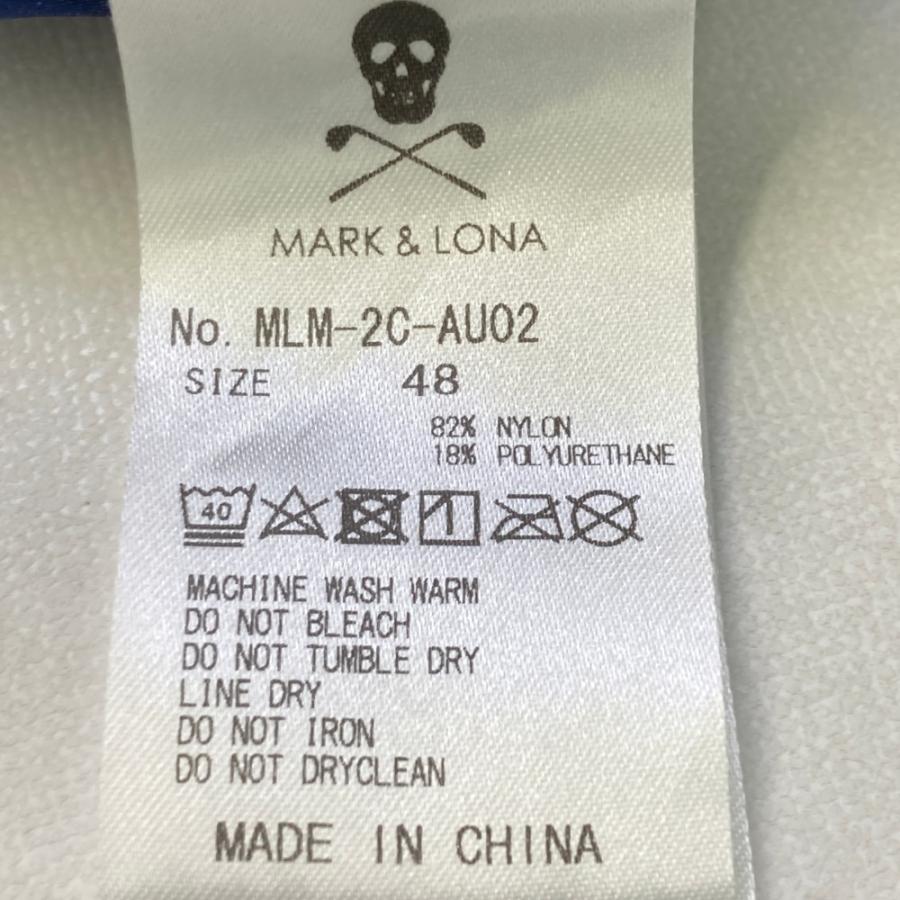 MARK & LONA
No. MLM-2C-AU02
SIZE 48
82% NYLON
18% POLYURETHANE
40
MACHINE WASH WARM
DO NOT BLEACH
DO NOT TUMBLE DRY
LINE DRY
DO NOT IRON
DO NOT DRYCLEAN
MADE IN CHINA